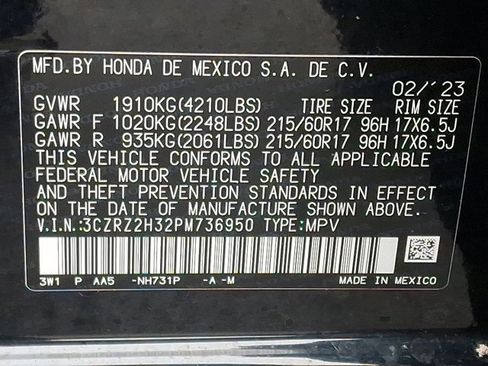 MFD.BY HONDA DE MEXICO S.A. DE C.V.
02/'23
GVWR 1910KG(4210LBS) TIRE SIZE RIM SIZE
GAWR F 1020KG(2248LBS) 215/60R17 96H 17X6.5J
GAWR R 935KG(2061LBS) 215/60R17 96H 17X6.5J
THIS VEHICLE CONFORMS TO ALL APPLICABLE
FEDERAL MOTOR VEHICLE SAFETY
AND THEFT PREVENTION STANDARDS IN EFFECT
ON THE DATE OF MANUFACTURE SHOWN ABOVE.
V.I.N.:3CZRZ2H32PM736950 TYPE:MPV
3W1 P AA5 -NH731P -A -M MADE IN MEXICO